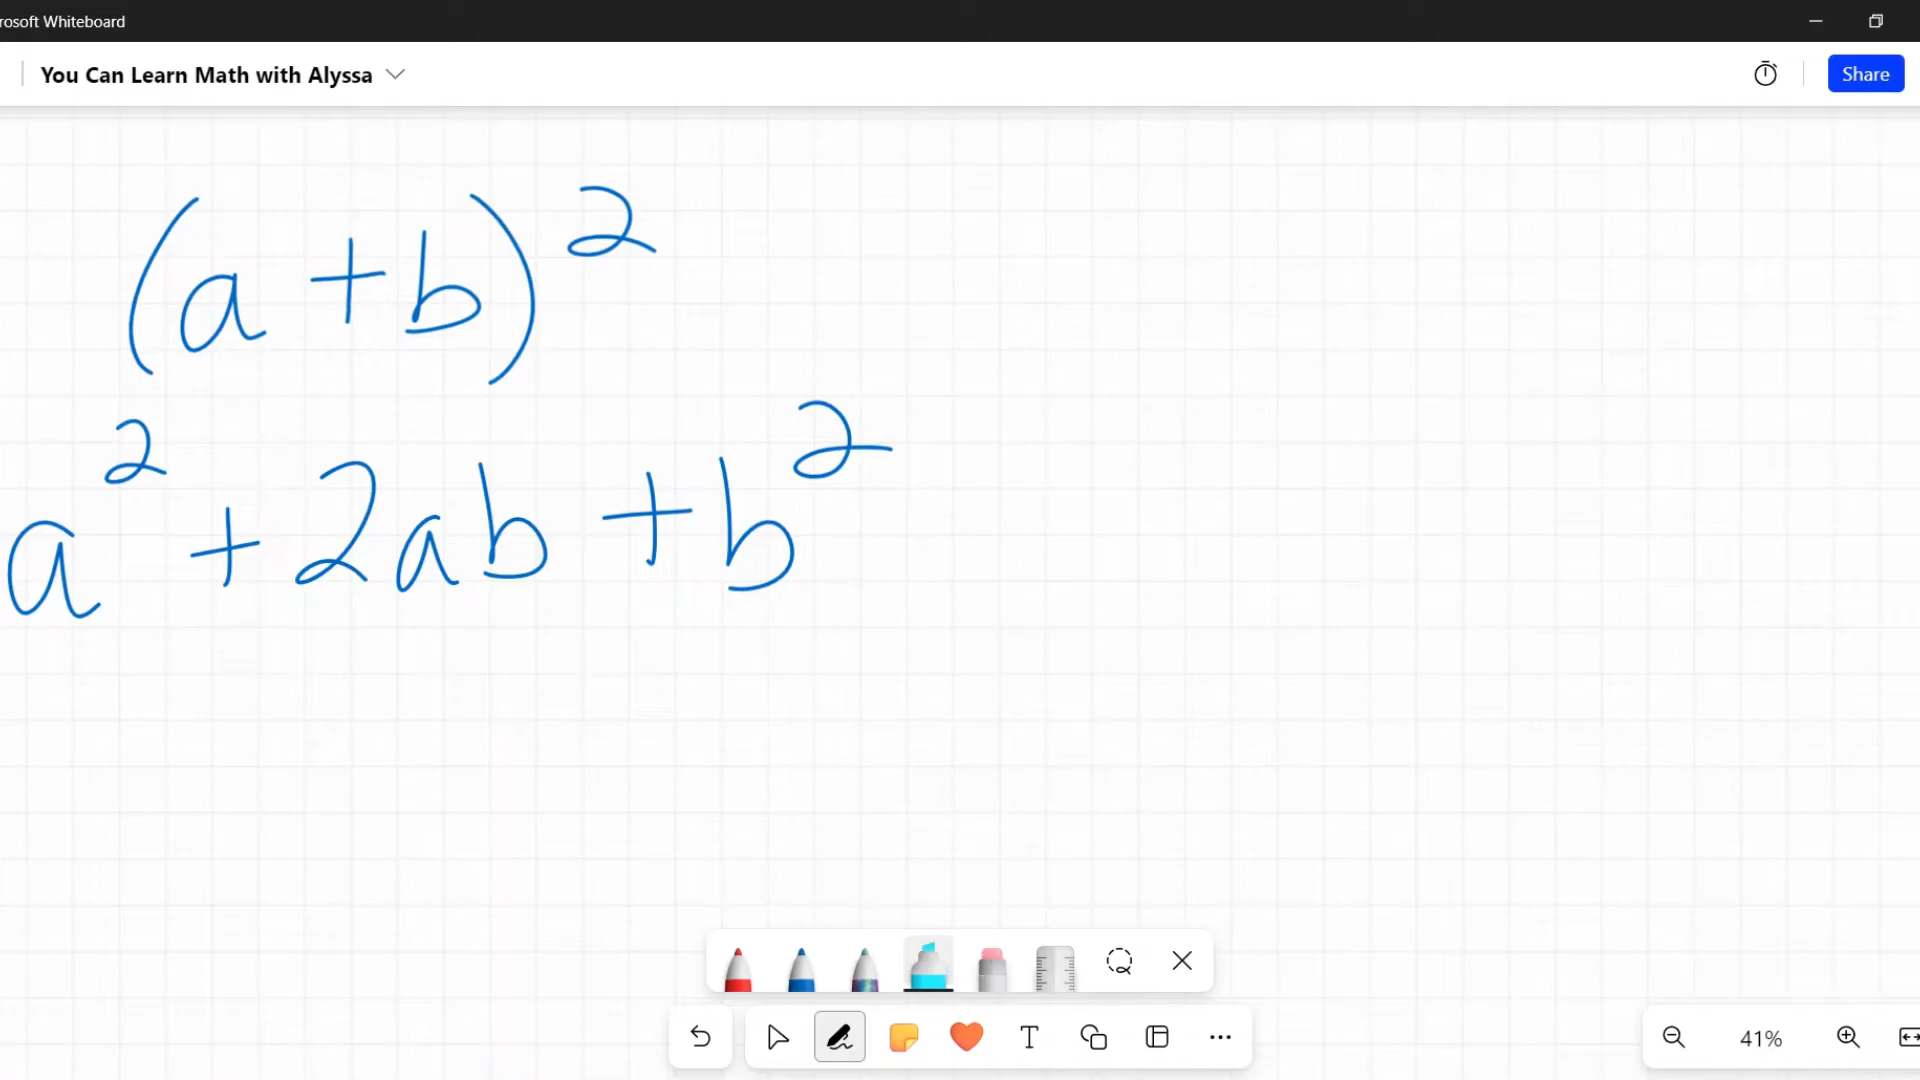 rosoft Whiteboard
You Can Learn Math with Alyssa
Share
(a+b)²
a²+2ab+b²
41%